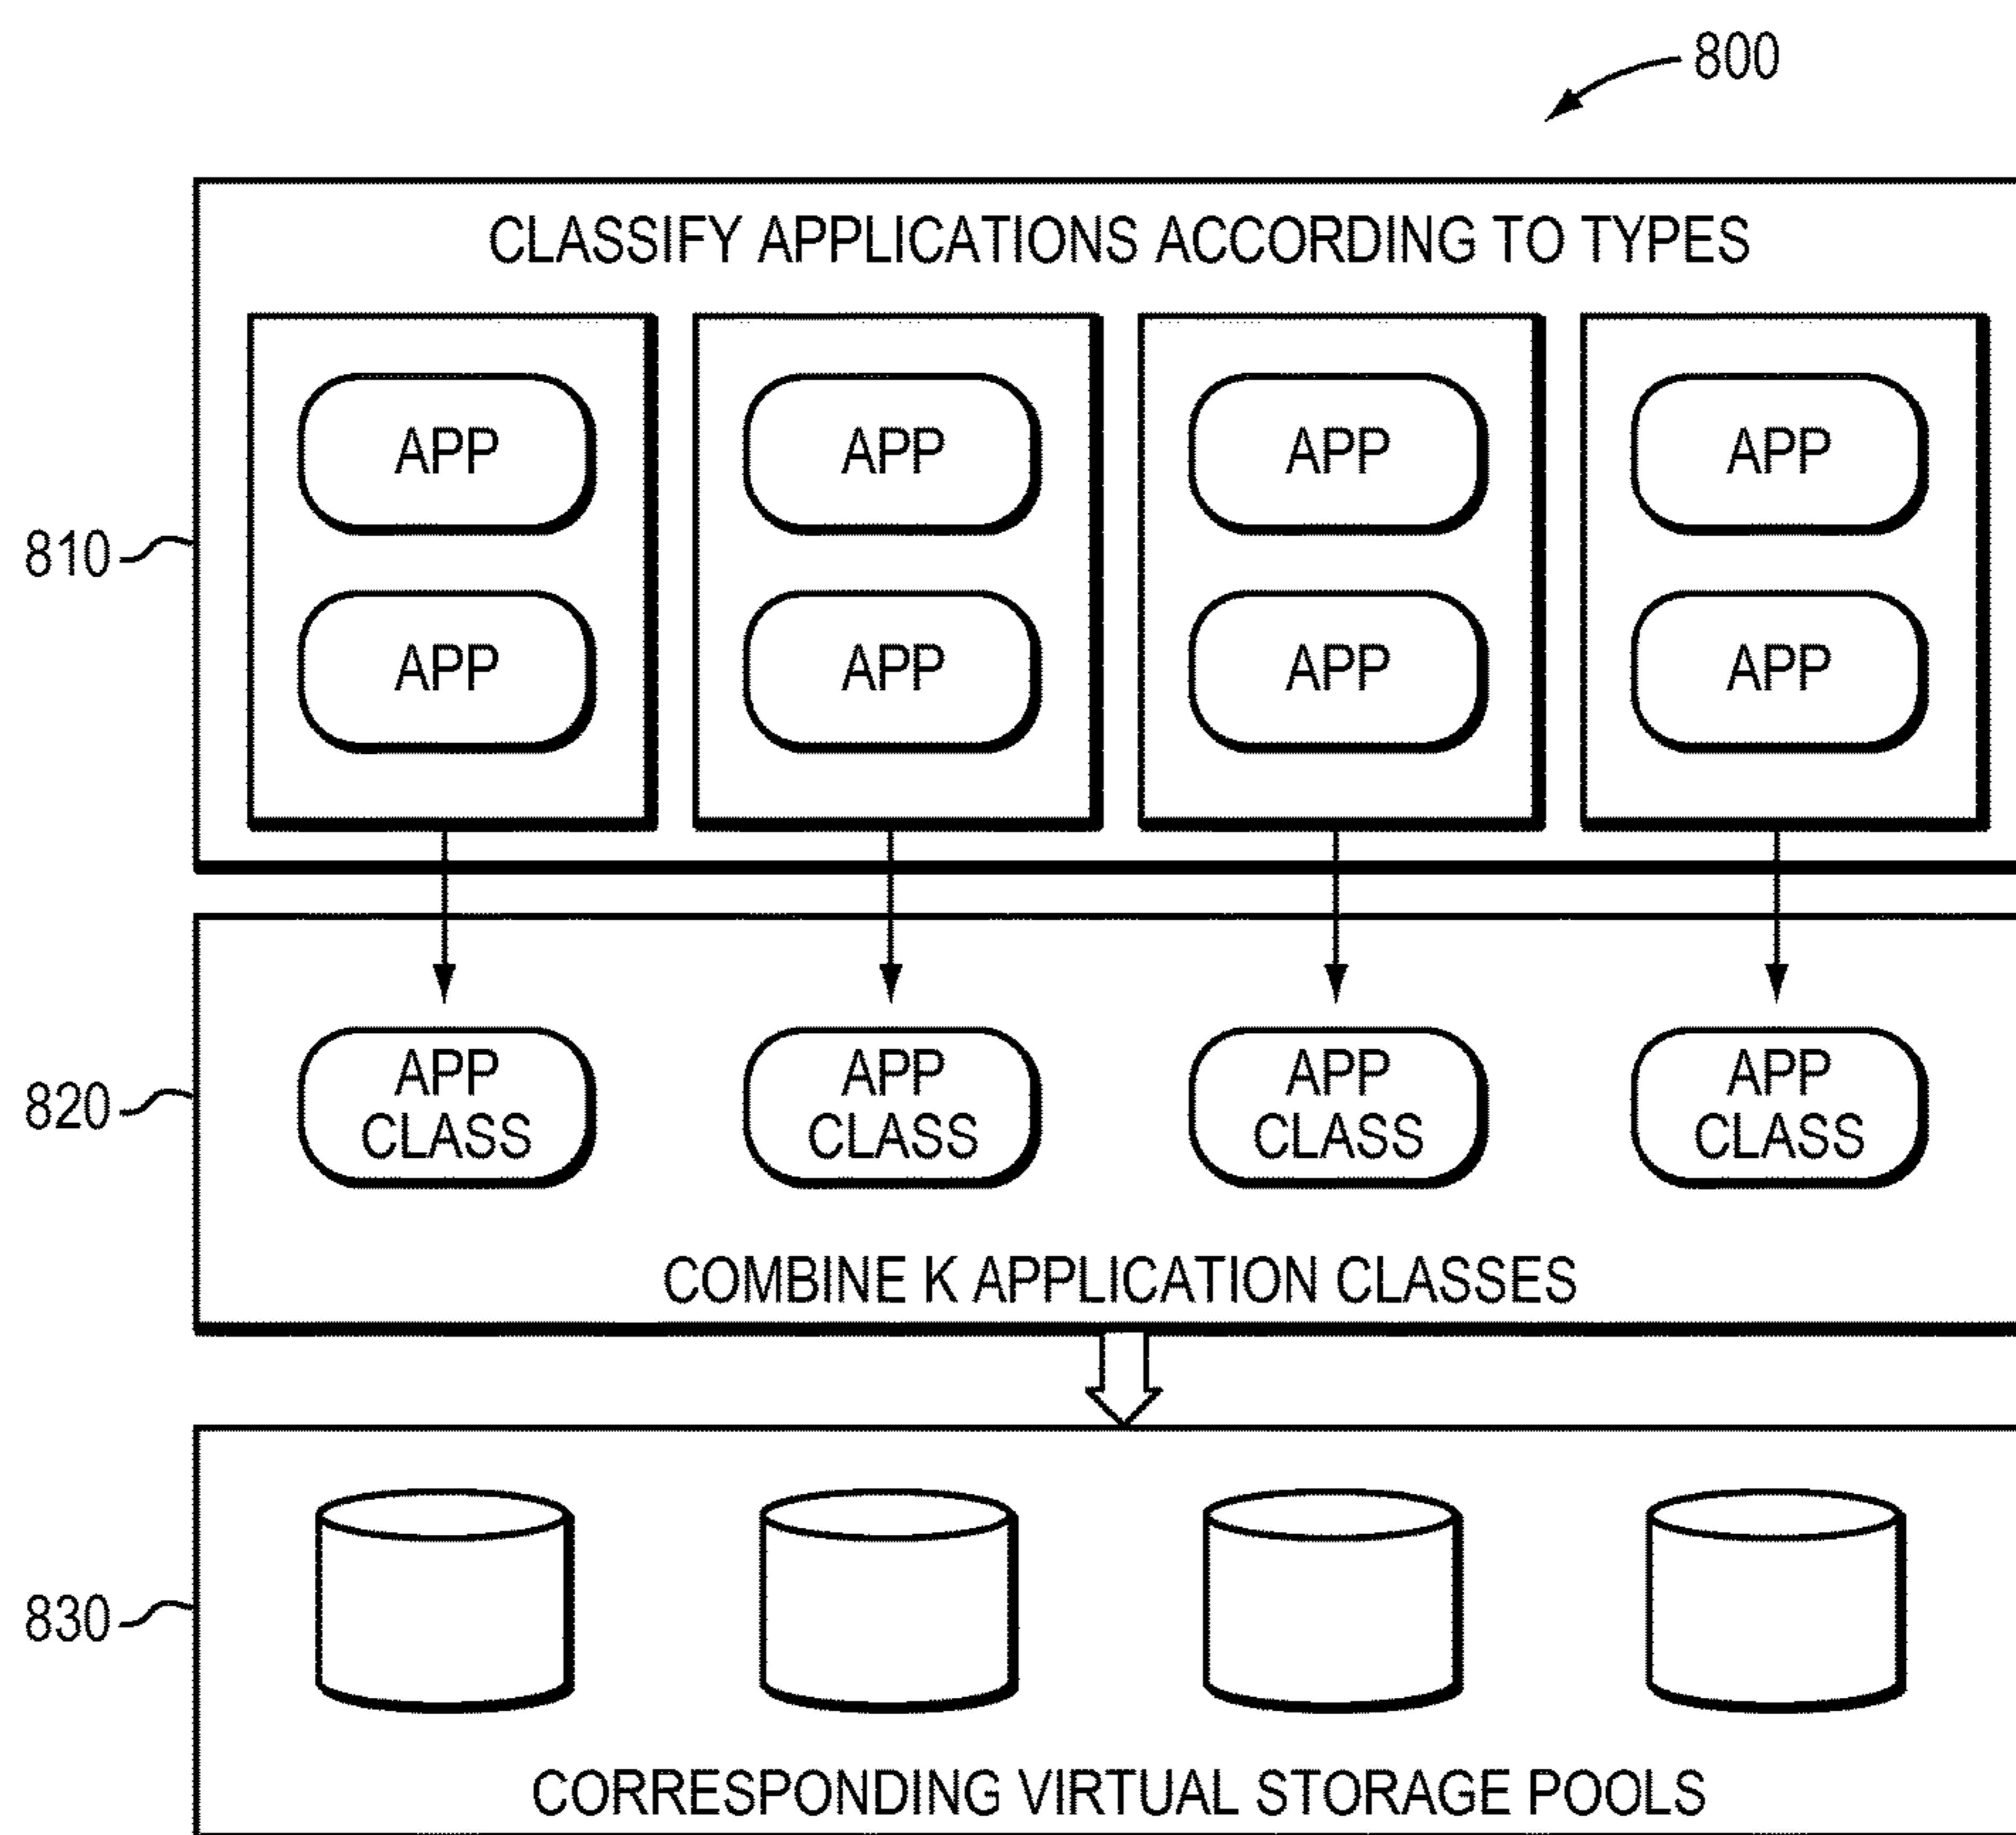 800
CLASSIFY APPLICATIONS ACCORDING TO TYPES
APP APP APP APP
810
APP APP APP APP
820
APP CLASS
APP CLASS
APP CLASS
APP CLASS
COMBINE K APPLICATION CLASSES
830
CORRESPONDING VIRTUAL STORAGE POOLS